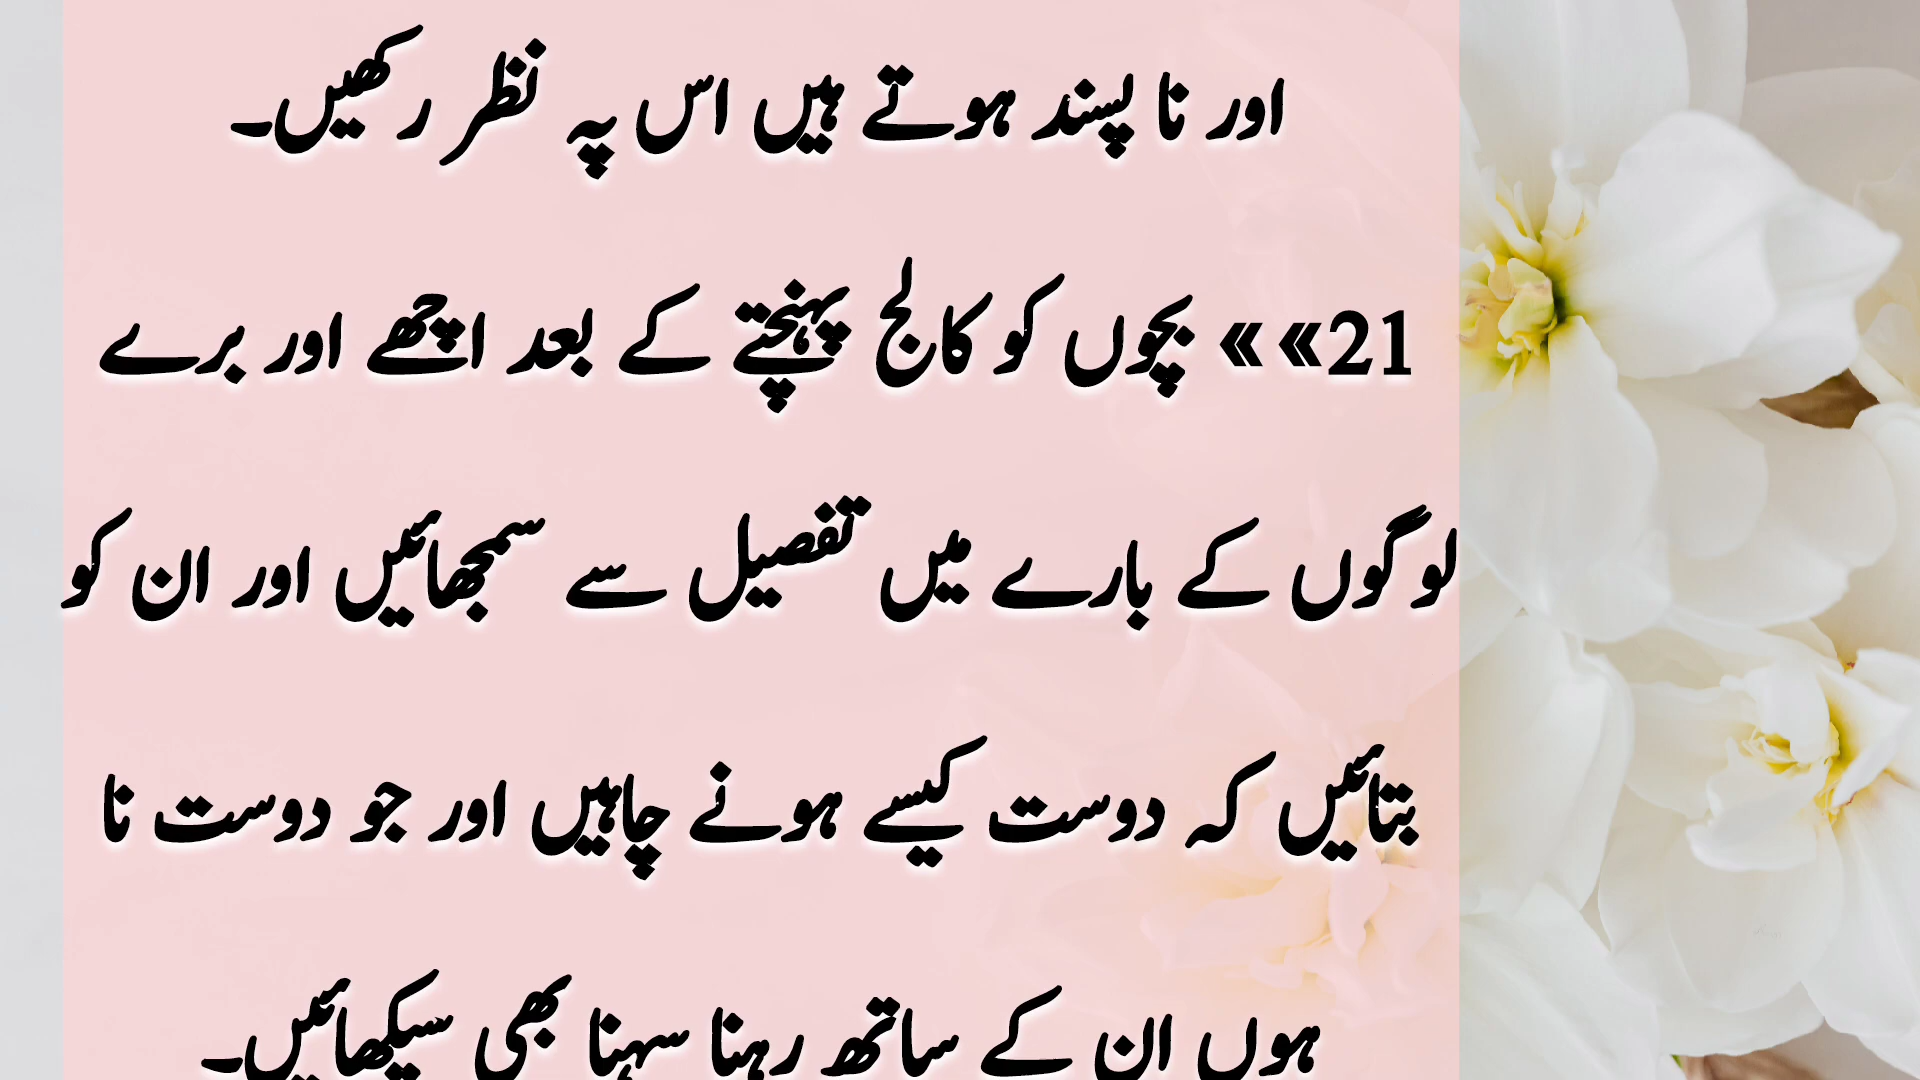 اور نا پسند ہوتے ہیں اس پہ نظر رکھیں۔
21»» بچوں کو کالج پہنچتے کے بعد اچھے اور برے
لوگوں کے بارے میں تفصیل سے سمجھائیں اور ان کو
بتائیں کہ دوست کیسے ہونے چاہیں اور جو دوست نا
ہوں ان کے ساتھ رہنا سہنا بھی سیکھائیں۔